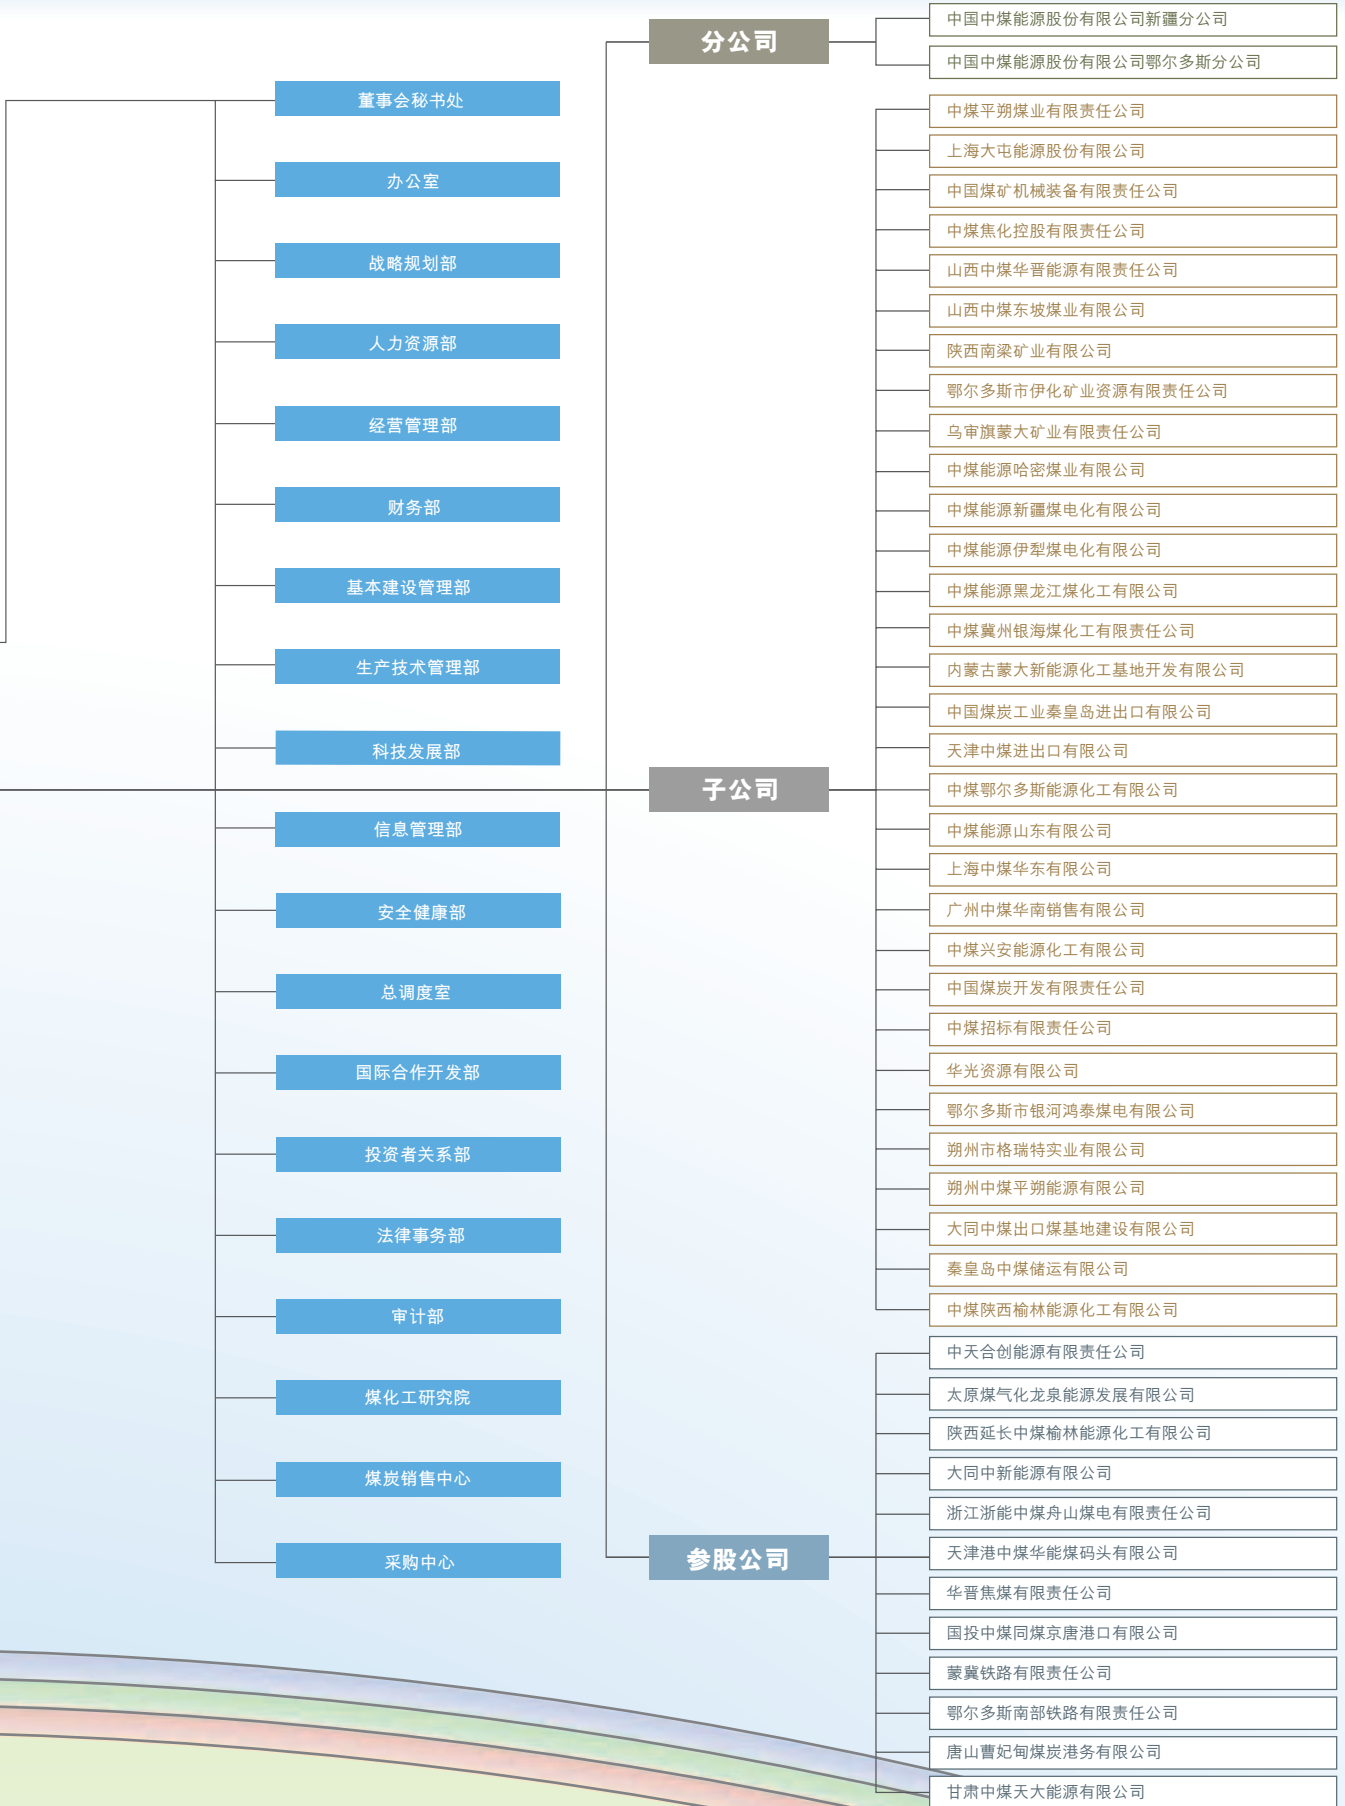 董事会秘书处
办公室
战略规划部
人力资源部
经营管理部
财务部
基本建设管理部
生产技术管理部
科技发展部
信息管理部
安全健康部
总调度室
国际合作开发部
投资者关系部
法律事务部
审计部
煤化工研究院
煤炭销售中心
采购中心
分公司
中国中煤能源股份有限公司新疆分公司
中国中煤能源股份有限公司鄂尔多斯分公司
子公司
中煤平朔煤业有限责任公司
上海大屯能源股份有限公司
中国煤矿机械装备有限责任公司
中煤焦化控股有限责任公司
山西中煤华晋能源有限责任公司
山西中煤东坡煤业有限公司
陕西南梁矿业有限公司
鄂尔多斯市伊化矿业资源有限责任公司
乌审旗蒙大矿业有限责任公司
中煤能源哈密煤业有限公司
中煤能源新疆煤电化有限公司
中煤能源伊犁煤电化有限公司
中煤能源黑龙江煤化工有限公司
中煤冀州银海煤化工有限责任公司
内蒙古蒙大新能源化工基地开发有限公司
中国煤炭工业秦皇岛进出口有限公司
天津中煤进出口有限公司
中煤鄂尔多斯能源化工有限公司
中煤能源山东有限公司
上海中煤华东有限公司
广州中煤华南销售有限公司
中煤兴安能源化工有限公司
中国煤炭开发有限责任公司
中煤招标有限责任公司
华光资源有限公司
鄂尔多斯市银河鸿泰煤电有限公司
朔州市格瑞特实业有限公司
朔州中煤平朔能源有限公司
大同中煤出口煤基地建设有限公司
秦皇岛中煤储运有限公司
中煤陕西榆林能源化工有限公司
参股公司
中天合创能源有限责任公司
太原煤气化龙泉能源发展有限公司
陕西延长中煤榆林能源化工有限公司
大同中新能源有限公司
浙江浙能中煤舟山煤电有限责任公司
天津港中煤华能煤码头有限公司
华晋焦煤有限责任公司
国投中煤同煤京唐港口有限公司
蒙冀铁路有限责任公司
鄂尔多斯南部铁路有限责任公司
唐山曹妃甸煤炭港务有限公司
甘肃中煤天大能源有限公司